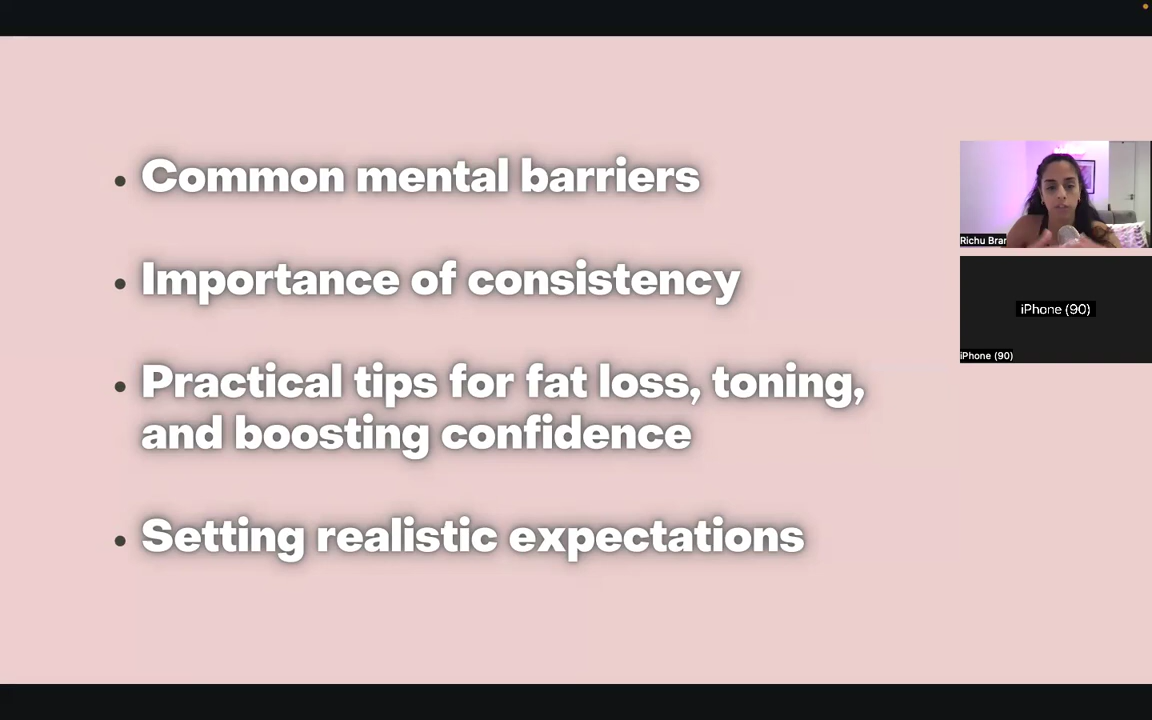 • Common mental barriers
• Importance of consistency
• Practical tips for fat loss, toning,
and boosting confidence
• Setting realistic expectations
Richu Brar
iPhone (90)
iPhone (90)